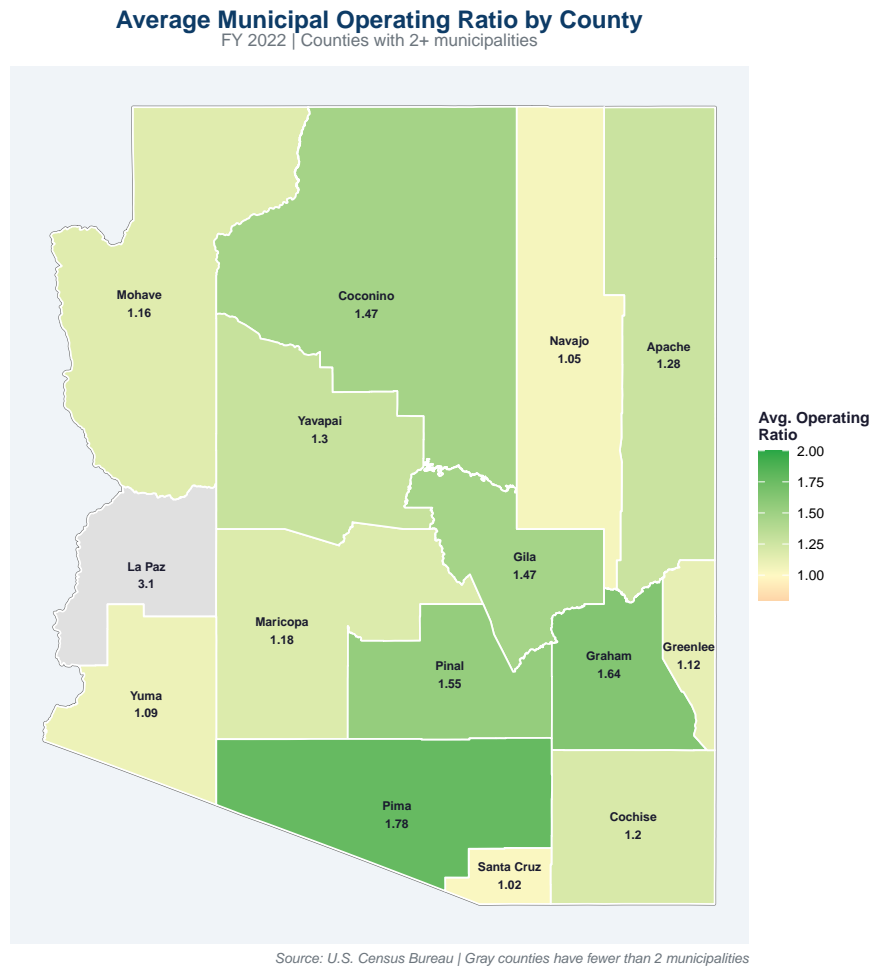 Average Municipal Operating Ratio by County
FY 2022 | Counties with 2+ municipalities
Mohave
1.16
Coconino
1.47
Navajo
1.05
Apache
1.28
Yavapai
1.3
La Paz
3.1
Gila
1.47
Maricopa
1.18
Pinal
1.55
Graham
1.64
Greenlee
1.12
Yuma
1.09
Pima
1.78
Cochise
1.2
Santa Cruz
1.02
Avg. Operating
Ratio
2.00
1.75
1.50
1.25
1.00
Source: U.S. Census Bureau | Gray counties have fewer than 2 municipalities